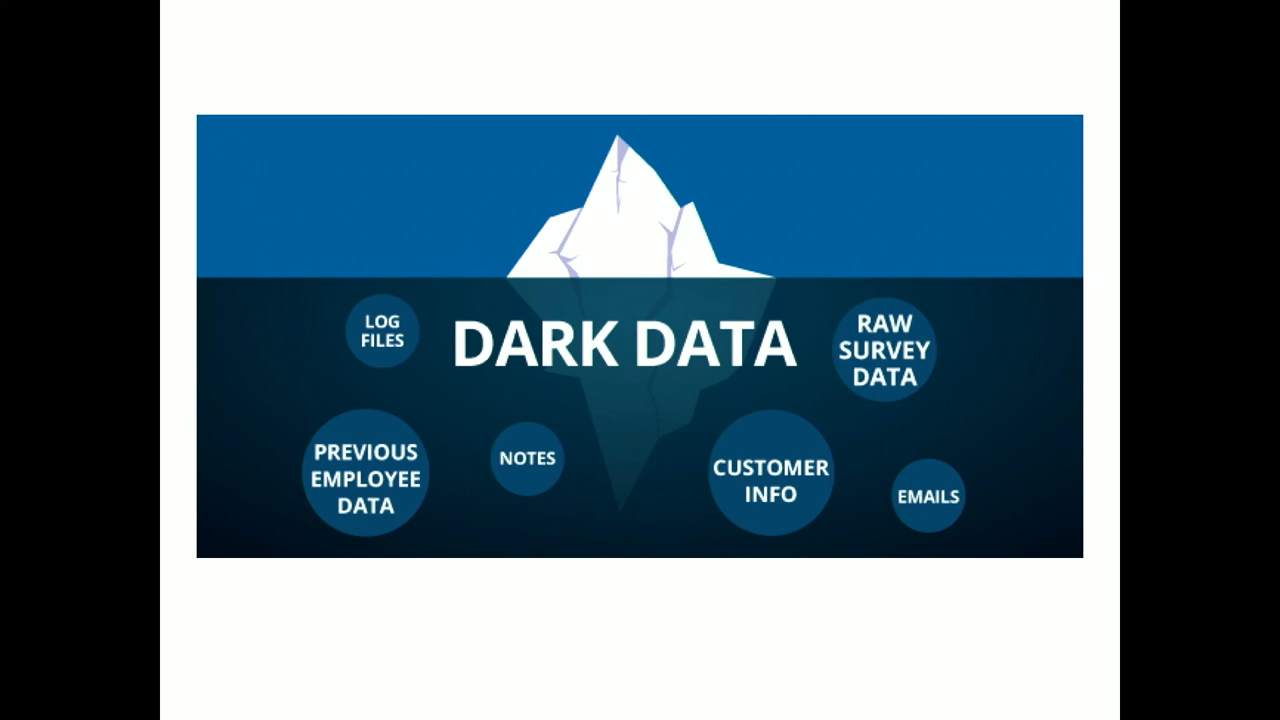 DARK DATA
LOG
FILES
RAW
SURVEY
DATA
PREVIOUS
EMPLOYEE
DATA
NOTES
CUSTOMER
INFO
EMAILS